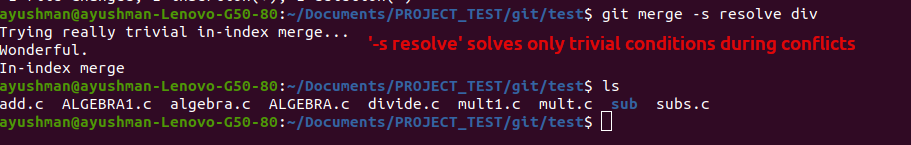 ayushman@ayushman-Lenovo-G50-80:~/Documents/PROJECT_TEST/git/test$ git merge -s resolve div
Trying really trivial in-index merge...
'-s resolve' solves only trivial conditions during conflicts
Wonderful.
In-index merge
ayushman@ayushman-Lenovo-G50-80:~/Documents/PROJECT_TEST/git/test$ ls
add.c ALGEBRA1.c algebra.c ALGEBRA.c divide.c mult1.c mult.c sub subs.c
ayushman@ayushman-Lenovo-G50-80:~/Documents/PROJECT_TEST/git/test$